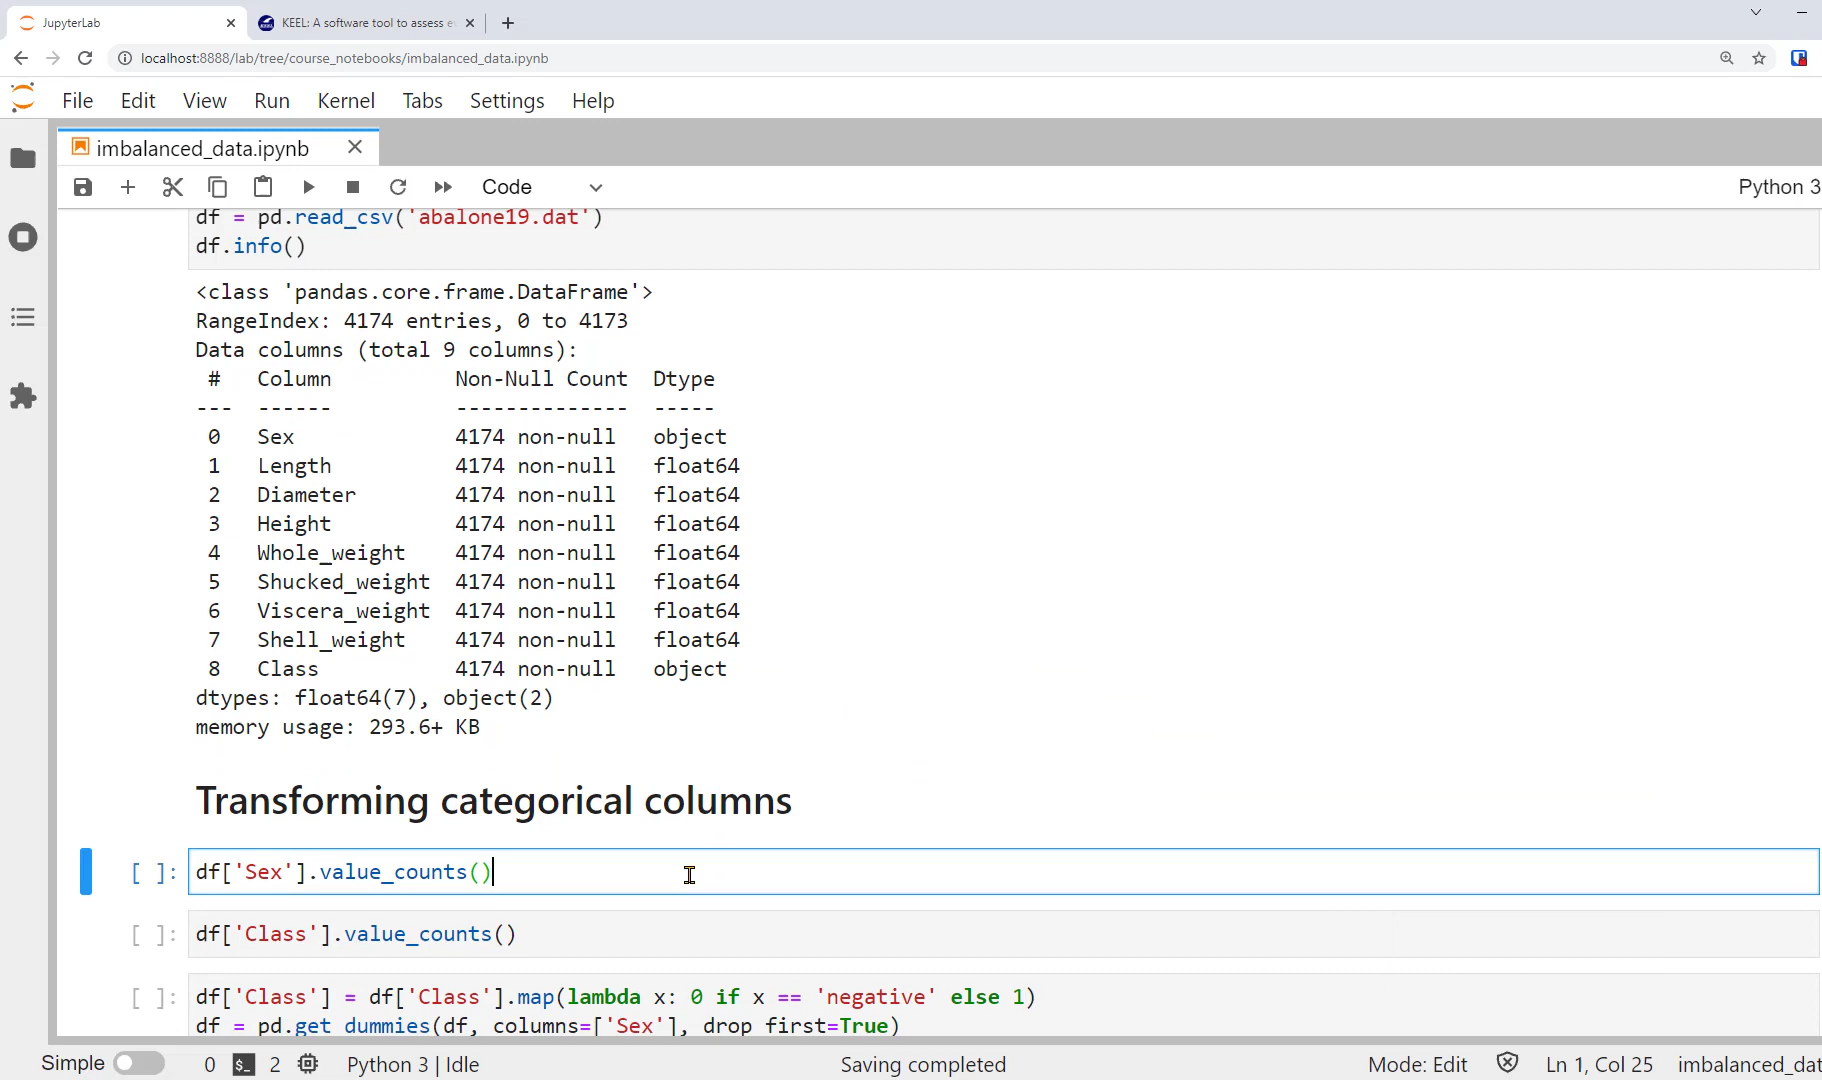 JupyterLab
KEEL: A software tool to assess e
localhost:8888/lab/tree/course_notebooks/imbalanced_data.ipynb
File Edit View Run Kernel Tabs Settings Help
imbalanced_data.ipynb
Code
Python 3
df = pd.read_csv('abalone19.dat')
df.info()
<class 'pandas.core.frame.DataFrame'>
RangeIndex: 4174 entries, 0 to 4173
Data columns (total 9 columns):
# Column Non-Null Count Dtype
--- ------ -------------- -----
0 Sex 4174 non-null object
1 Length 4174 non-null float64
2 Diameter 4174 non-null float64
3 Height 4174 non-null float64
4 Whole_weight 4174 non-null float64
5 Shucked_weight 4174 non-null float64
6 Viscera_weight 4174 non-null float64
7 Shell_weight 4174 non-null float64
8 Class 4174 non-null object
dtypes: float64(7), object(2)
memory usage: 293.6+ KB
Transforming categorical columns
[ ]: df['Sex'].value_counts()
[ ]: df['Class'].value_counts()
[ ]: df['Class'] = df['Class'].map(lambda x: 0 if x == 'negative' else 1)
df = pd.get_dummies(df, columns=['Sex'], drop_first=True)
Simple 0 $_ 2 Python 3 | Idle Saving completed Mode: Edit Ln 1, Col 25 imbalanced_dat